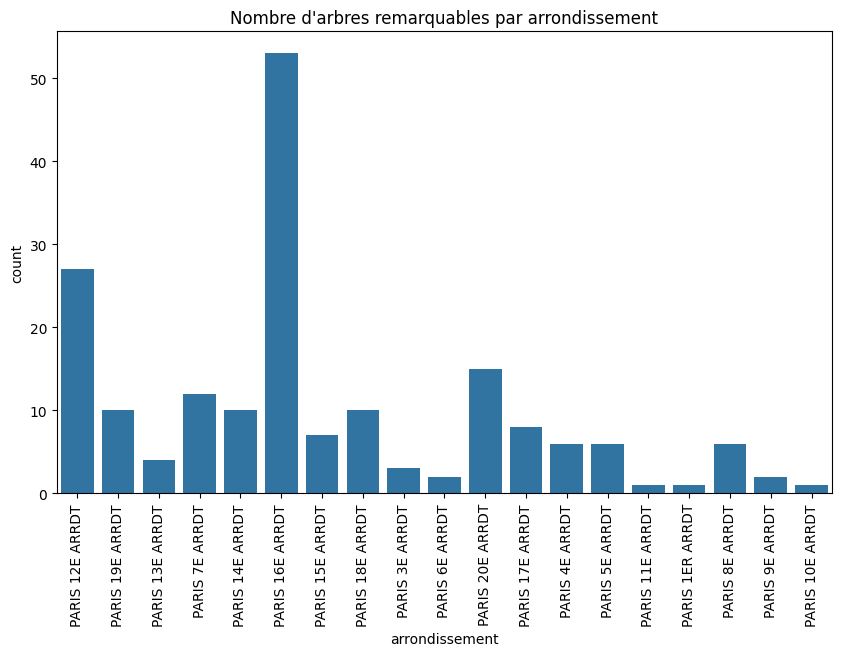 Nombre d'arbres remarquables par arrondissement
count
50
40
30
20
10
0
PARIS 12E ARRDT
PARIS 19E ARRDT
PARIS 13E ARRDT
PARIS 7E ARRDT
PARIS 14E ARRDT
PARIS 16E ARRDT
PARIS 15E ARRDT
PARIS 18E ARRDT
PARIS 3E ARRDT
PARIS 6E ARRDT
PARIS 20E ARRDT
PARIS 17E ARRDT
PARIS 4E ARRDT
PARIS 5E ARRDT
PARIS 11E ARRDT
PARIS 1ER ARRDT
PARIS 8E ARRDT
PARIS 9E ARRDT
PARIS 10E ARRDT
arrondissement